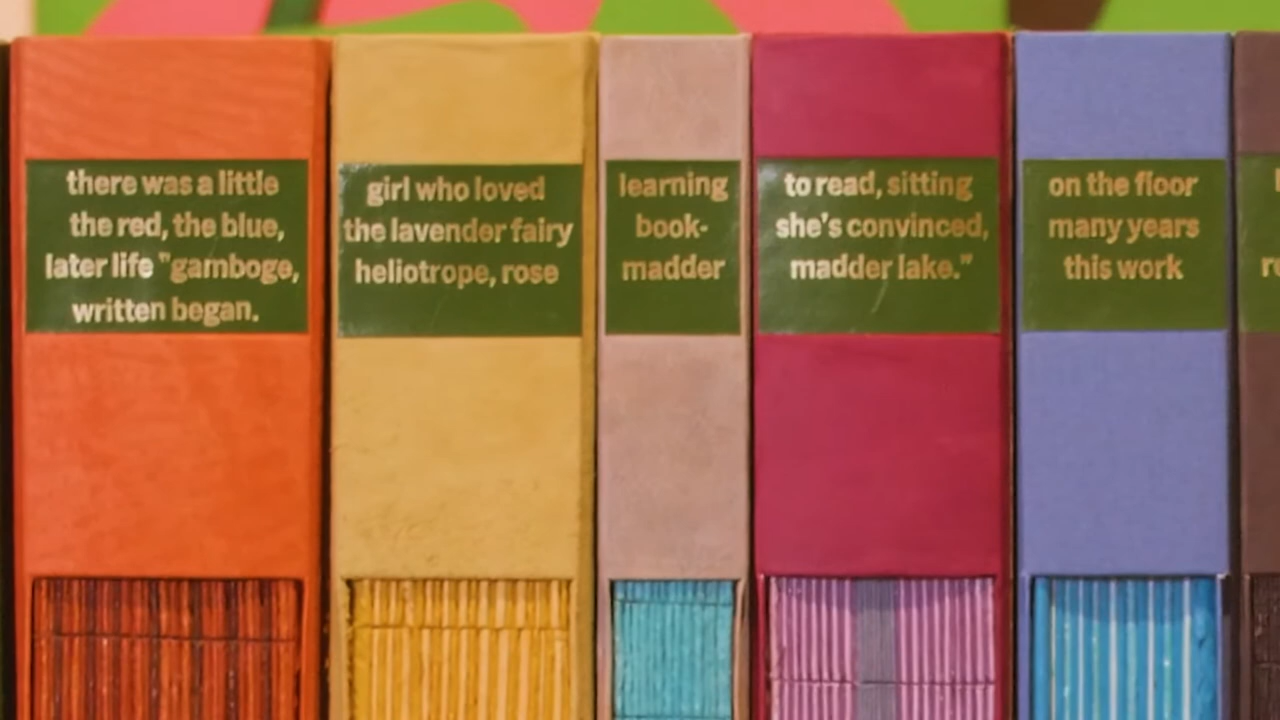 there was a little
the red, the blue,
later life "gamboge,
written began.
girl who loved
the lavender fairy
heliotrope, rose
learning
book-
madder
to read, sitting
she's convinced,
madder lake."
on the floor
many years
this work